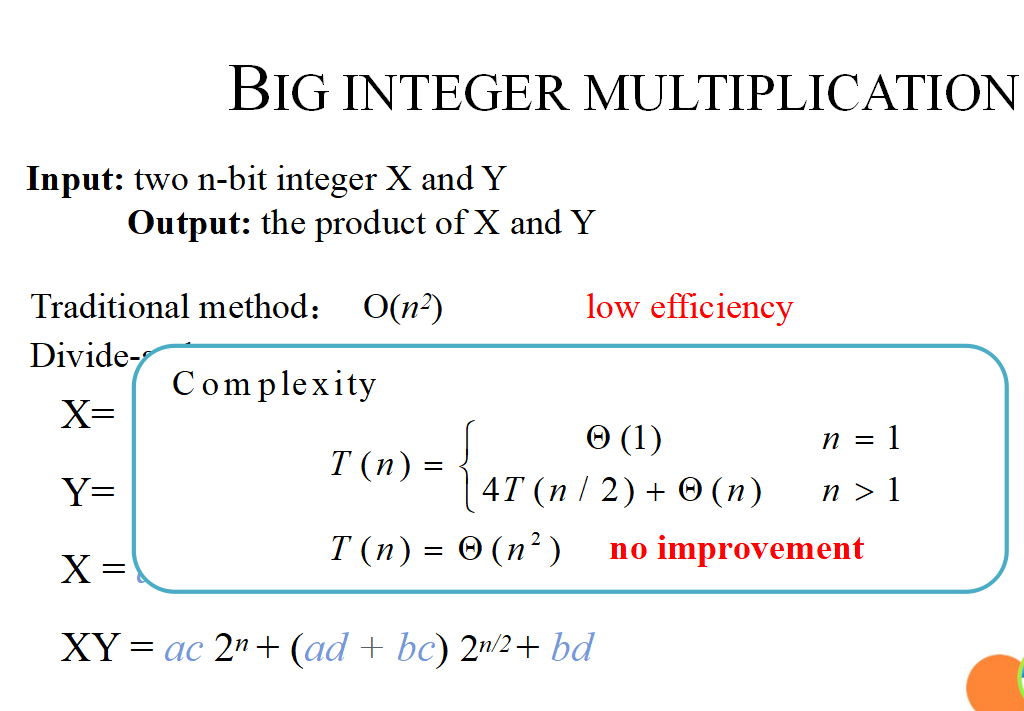 BIG INTEGER MULTIPLICATION
Input: two n-bit integer X and Y
Output: the product of X and Y
Traditional method： O(n²) low efficiency
Divide-
Complexity
X=
T(n) = { Θ(1) n = 1
4T(n/2) + Θ(n) n > 1
Y=
T(n) = Θ(n²) no improvement
X =
XY = ac 2ⁿ + (ad + bc) 2ⁿ/² + bd